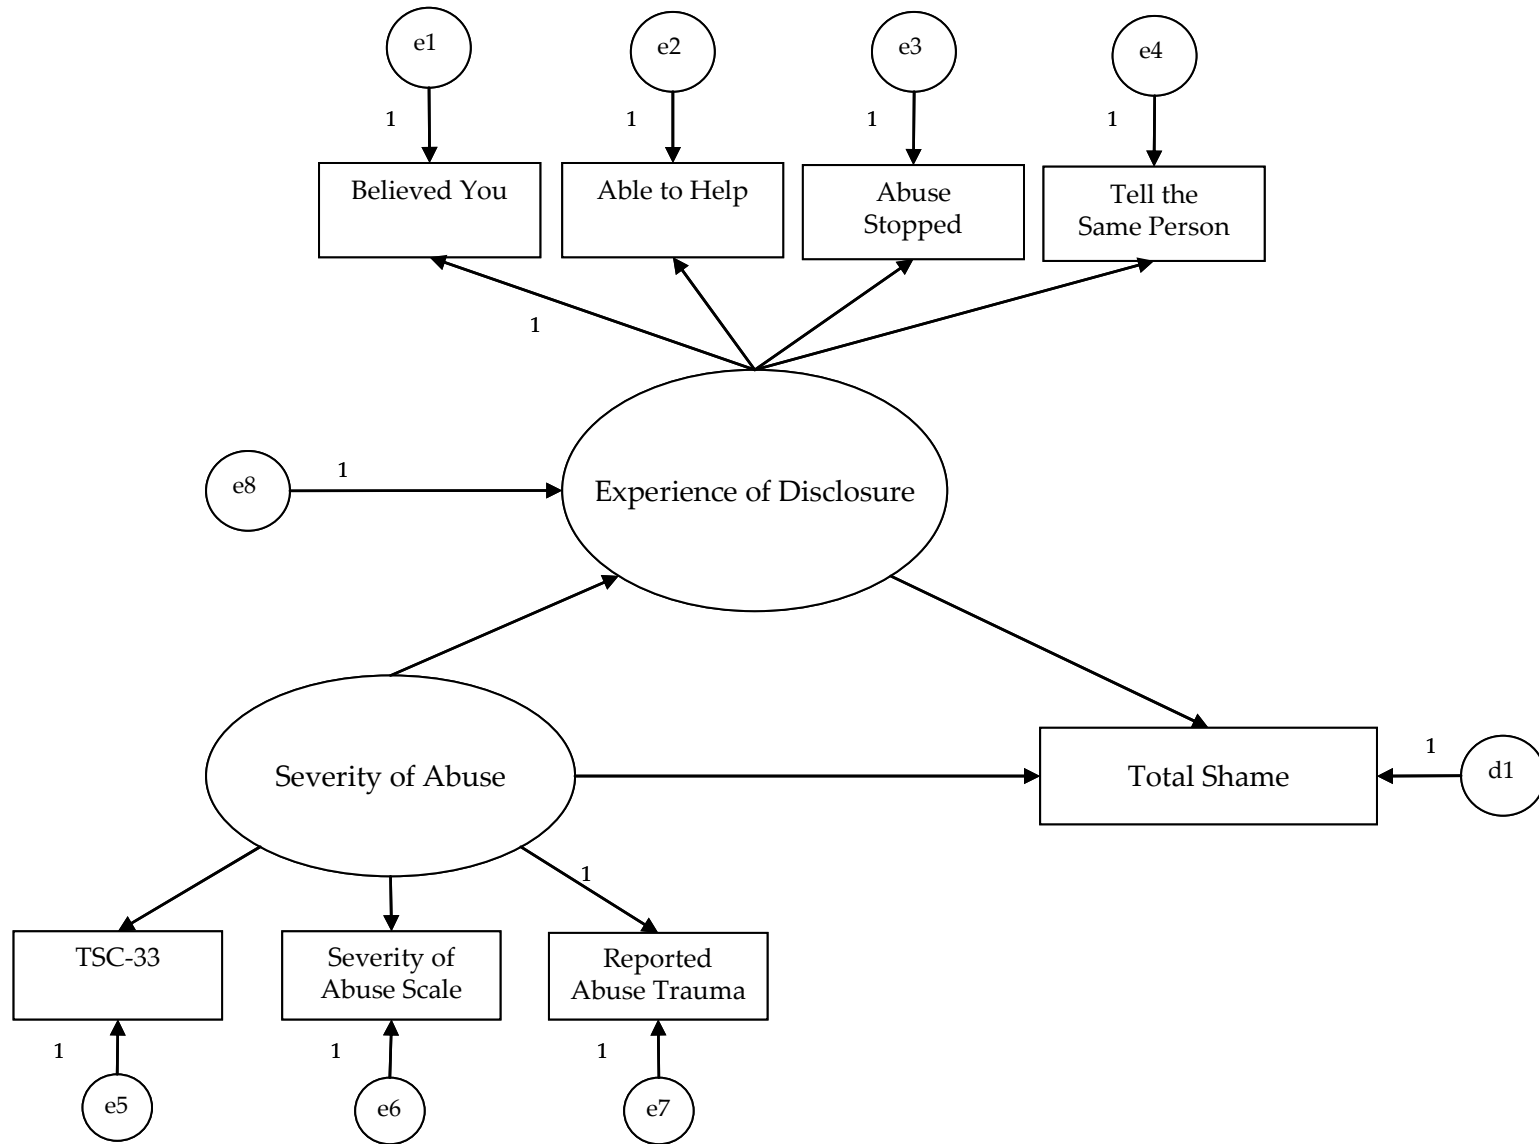 e1
e2
e3
e4
1
1
1
1
Believed You
Able to Help
Abuse
Stopped
Tell the
Same Person
1
e8
1
Experience of Disclosure
Severity of Abuse
Total Shame
1
d1
1
TSC-33
Severity of
Abuse Scale
Reported
Abuse Trauma
1
1
1
e5
e6
e7